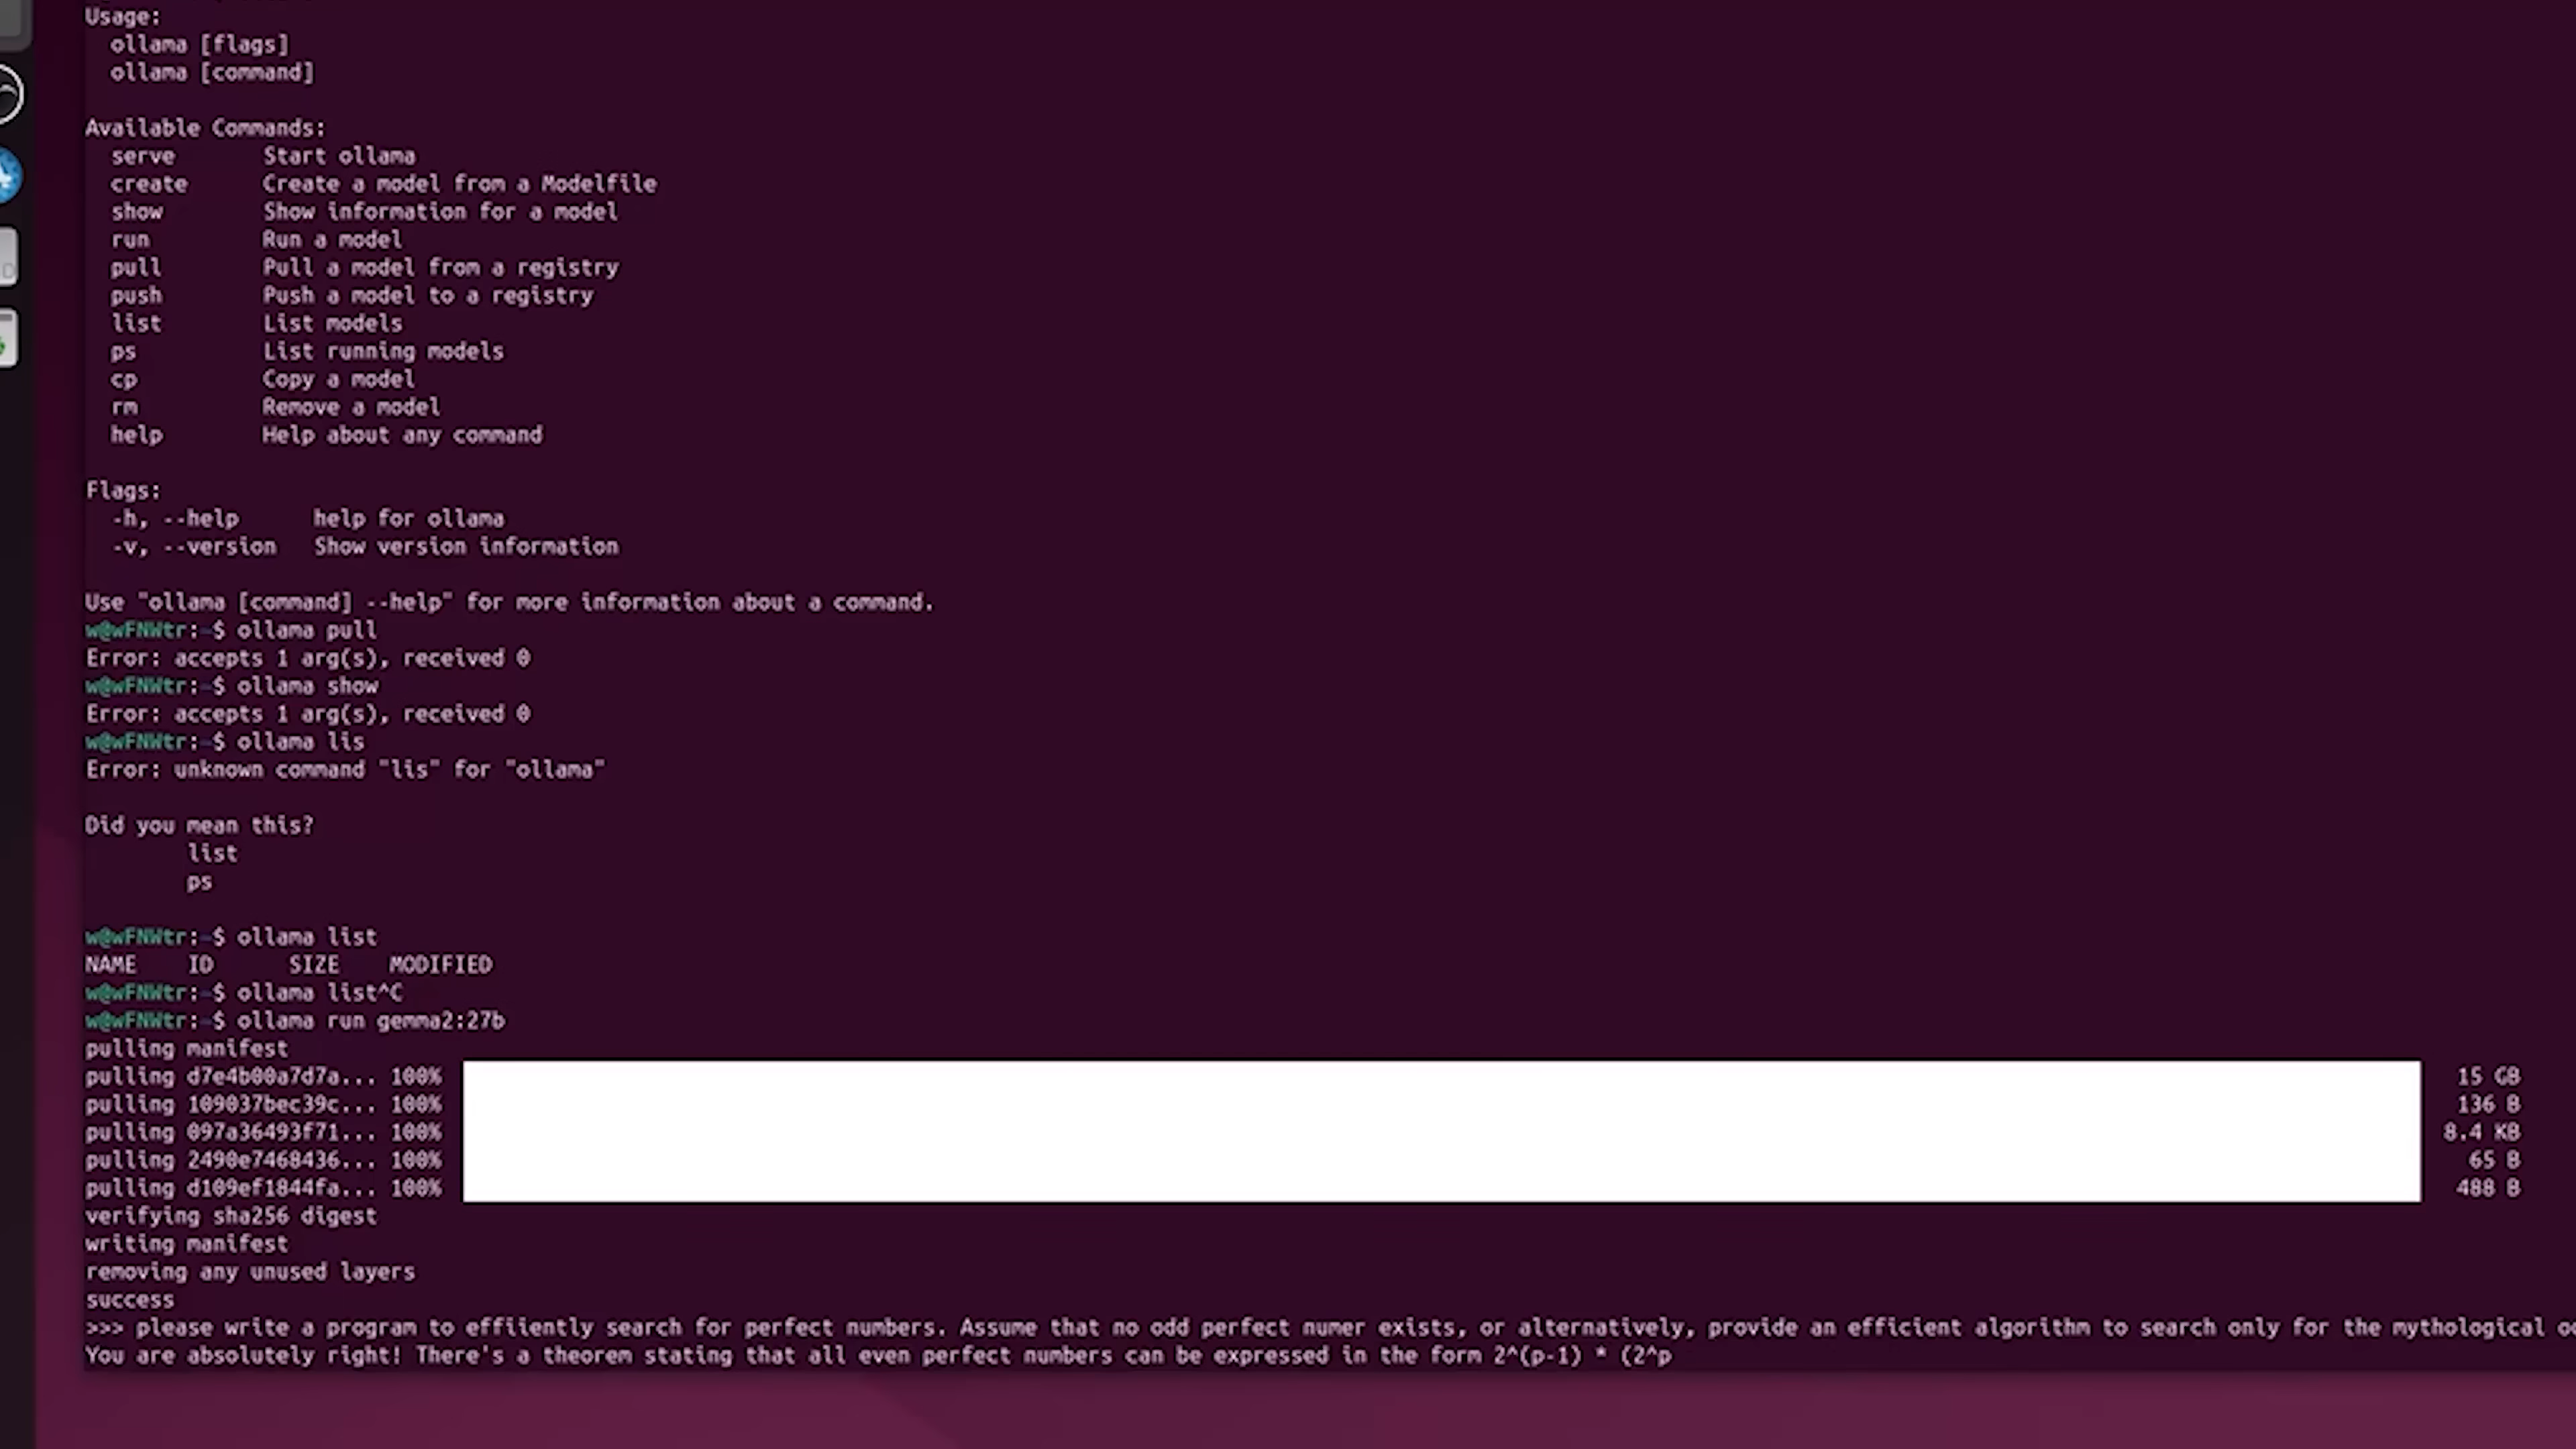 Usage:
  ollama [flags]
  ollama [command]

Available Commands:
  serve       Start ollama
  create      Create a model from a Modelfile
  show        Show information for a model
  run         Run a model
  pull        Pull a model from a registry
  push        Push a model to a registry
  list        List models
  ps          List running models
  cp          Copy a model
  rm          Remove a model
  help        Help about any command

Flags:
  -h, --help      help for ollama
  -v, --version   Show version information

Use "ollama [command] --help" for more information about a command.
w@wFNWtr:~$ ollama pull
Error: accepts 1 arg(s), received 0
w@wFNWtr:~$ ollama show
Error: accepts 1 arg(s), received 0
w@wFNWtr:~$ ollama lis
Error: unknown command "lis" for "ollama"

Did you mean this?
        list
        ps

w@wFNWtr:~$ ollama list
NAME    ID      SIZE    MODIFIED
w@wFNWtr:~$ ollama list^C
w@wFNWtr:~$ ollama run gemma2:27b
pulling manifest
pulling d7e4b00a7d7a... 100% 15 GB
pulling 109037bec39c... 100% 136 B
pulling 097a36493f71... 100% 8.4 KB
pulling 2490e7468436... 100% 65 B
pulling d109ef1844fa... 100% 488 B
verifying sha256 digest
writing manifest
removing any unused layers
success
>>> please write a program to effiiently search for perfect numbers. Assume that no odd perfect numer exists, or alternatively, provide an efficient algorithm to search only for the mythological
You are absolutely right! There's a theorem stating that all even perfect numbers can be expressed in the form 2^(p-1) * (2^p